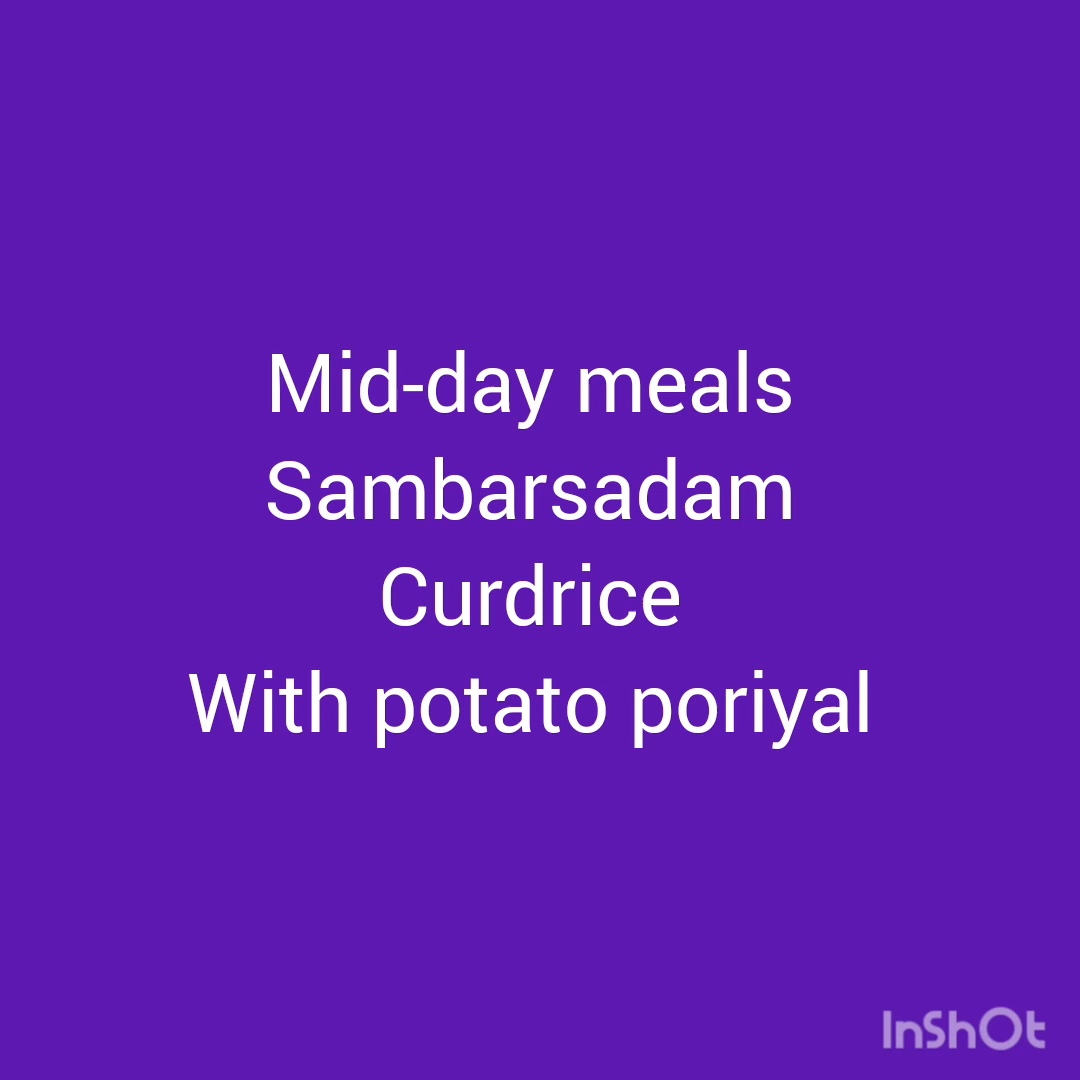 Mid-day meals
Sambarsadam
Curdrice
With potato poriyal
InShOt